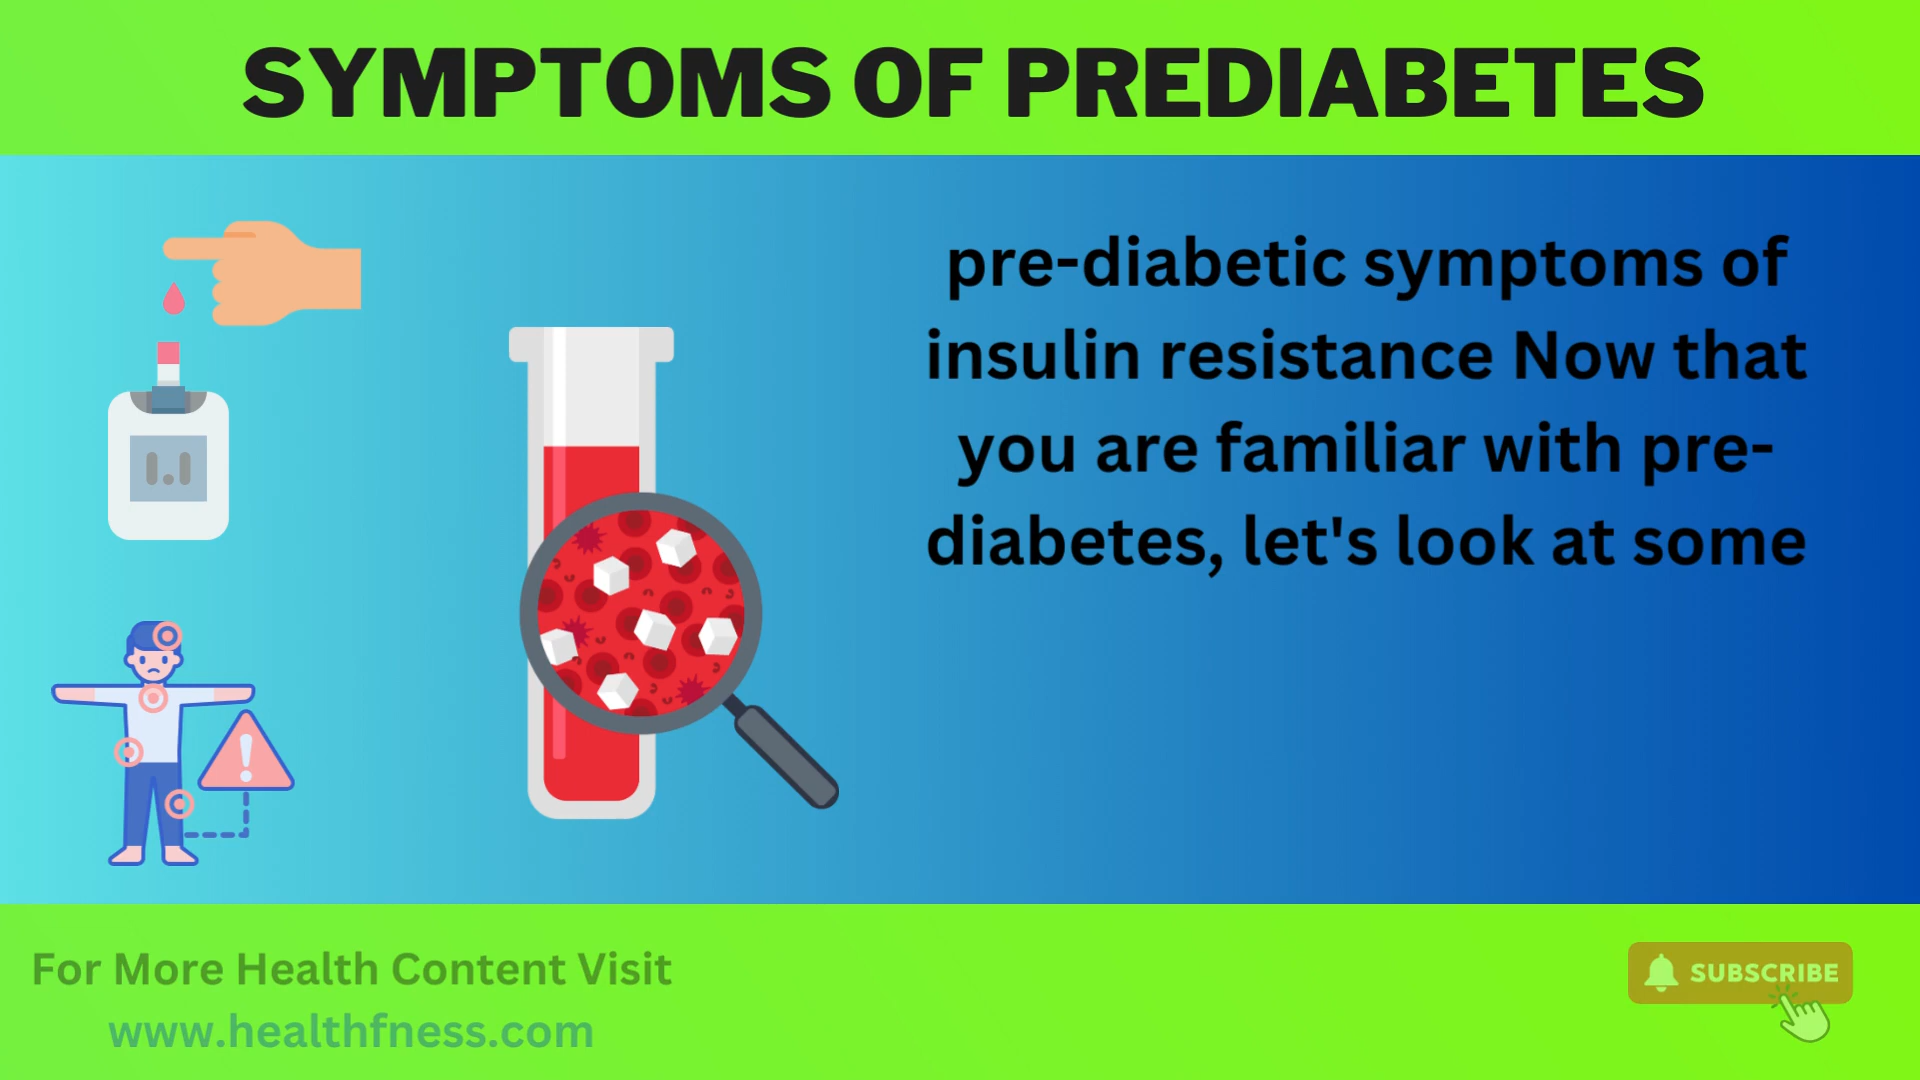 SYMPTOMS OF PREDIABETES
pre-diabetic symptoms of
insulin resistance Now that
you are familiar with pre-
diabetes, let's look at some
For More Health Content Visit
www.healthfness.com
SUBSCRIBE